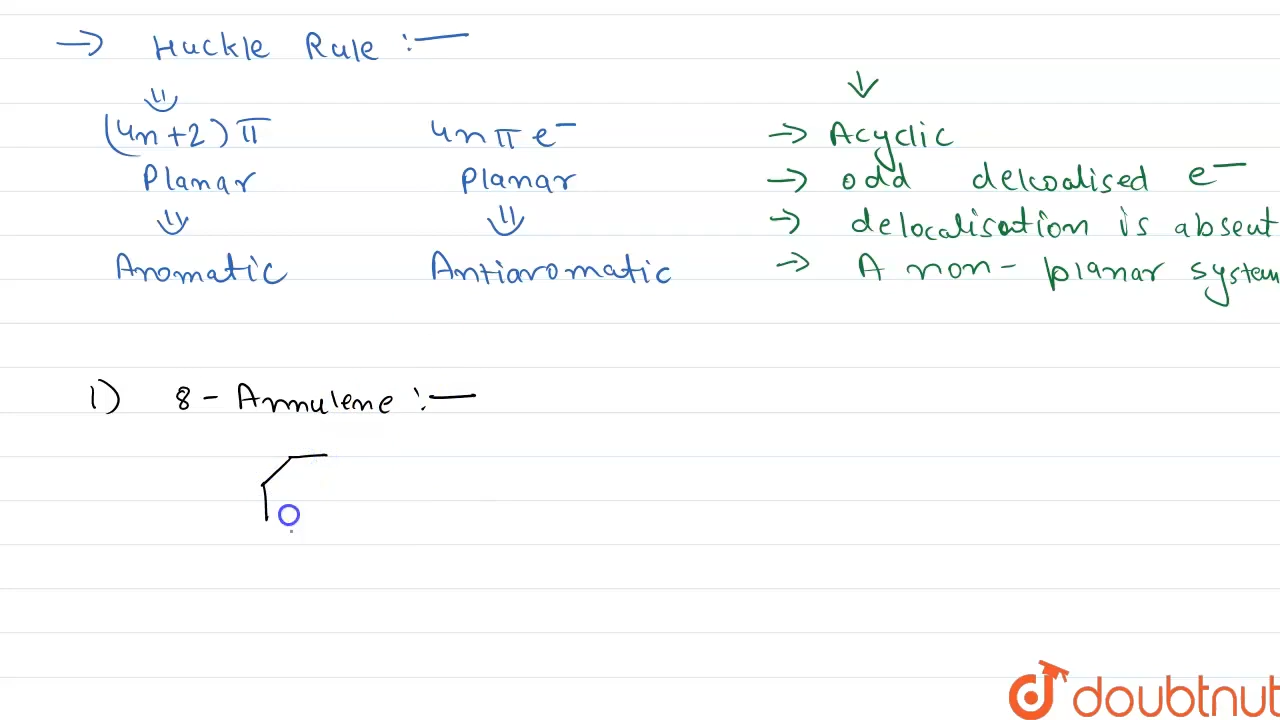 → Huckle Rule :—
(4n+2) π
Planar
⇓
Aromatic
4n π e⁻
Planar
⇓
Antiaromatic
↓
→ Acyclic
→ odd delcoalised e⁻
→ delocalisation is absent
→ A non-planar system
1) 8 - Annulene :—
doubtnut